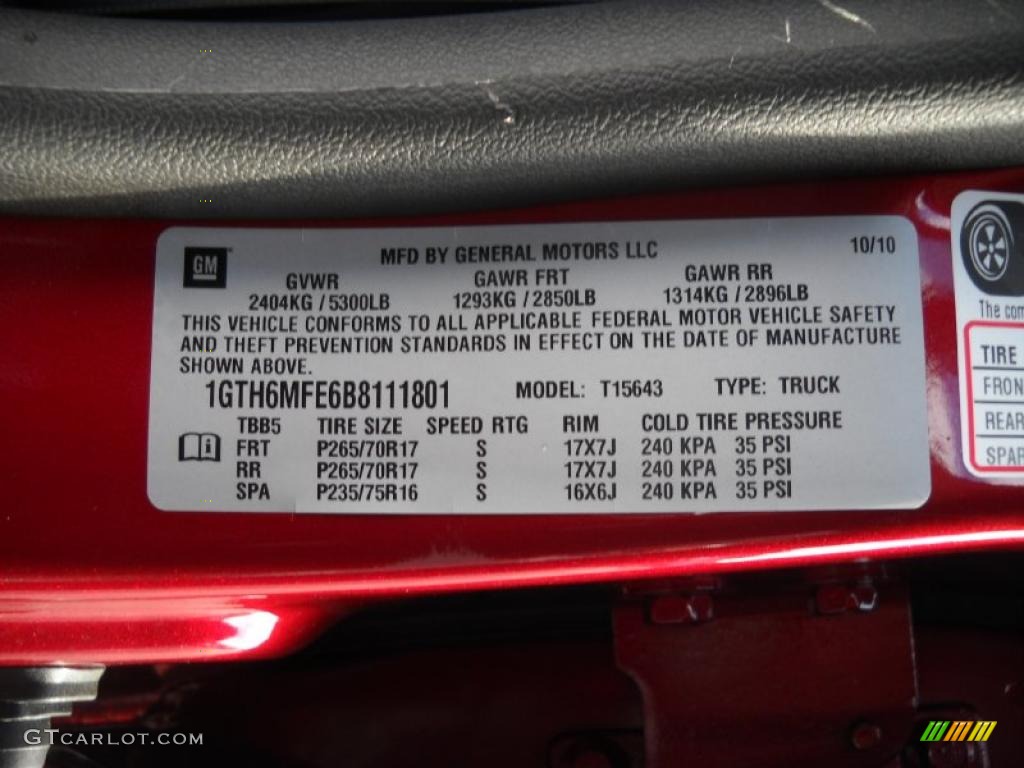 GM
MFD BY GENERAL MOTORS LLC
10/10
GVWR GAWR FRT GAWR RR
2404KG / 5300LB 1293KG / 2850LB 1314KG / 2896LB
THIS VEHICLE CONFORMS TO ALL APPLICABLE FEDERAL MOTOR VEHICLE SAFETY
AND THEFT PREVENTION STANDARDS IN EFFECT ON THE DATE OF MANUFACTURE
SHOWN ABOVE.
1GTH6MFE6B8111801 MODEL: T15643 TYPE: TRUCK
TBB5 TIRE SIZE SPEED RTG RIM COLD TIRE PRESSURE
FRT P265/70R17 S 17X7J 240 KPA 35 PSI
RR P265/70R17 S 17X7J 240 KPA 35 PSI
SPA P235/75R16 S 16X6J 240 KPA 35 PSI
The com
TIRE
FRON
REAR
SPAR
GTCARLOT.COM